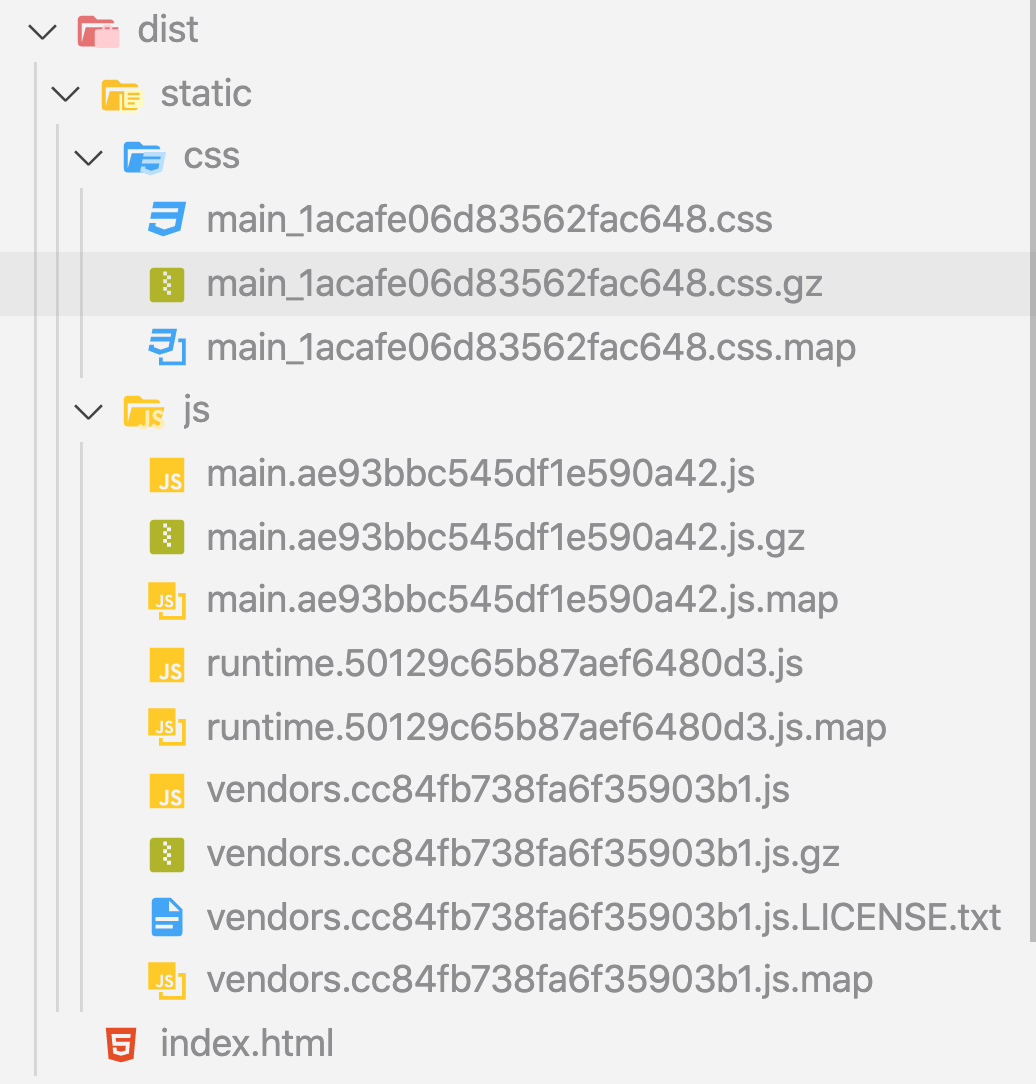 dist
static
css
main_1acafe06d83562fac648.css
main_1acafe06d83562fac648.css.gz
main_1acafe06d83562fac648.css.map
js
main.ae93bbc545df1e590a42.js
main.ae93bbc545df1e590a42.js.gz
main.ae93bbc545df1e590a42.js.map
runtime.50129c65b87aef6480d3.js
runtime.50129c65b87aef6480d3.js.map
vendors.cc84fb738fa6f35903b1.js
vendors.cc84fb738fa6f35903b1.js.gz
vendors.cc84fb738fa6f35903b1.js.LICENSE.txt
vendors.cc84fb738fa6f35903b1.js.map
index.html